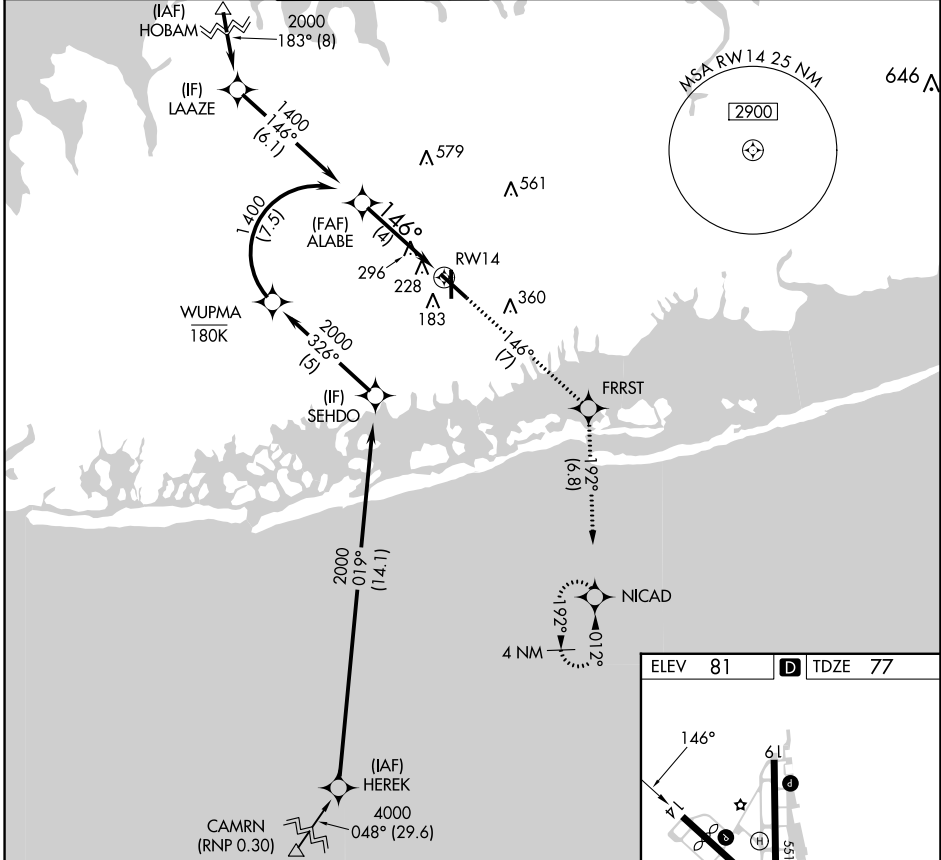 (IAF)
HOBAM
2000
183° (8)
(IF)
LAAZE
1400
146°
(6.1)
MSA RW14 25 NM
2900
646
579
561
1400
(7.5)
(FAF)
ALABE
146°
(4)
296
228
RW14
183
360
WUPMA
180K
2000
326°
(5)
(IF)
SEHDO
146°
(7)
FRRST
192°
(6.8)
2000
019°
(14.1)
NICAD
192°
012°
4 NM
ELEV 81 D TDZE 77
146°
19
14
P
P
H
551
(IAF)
HEREK
4000
048° (29.6)
CAMRN
(RNP 0.30)